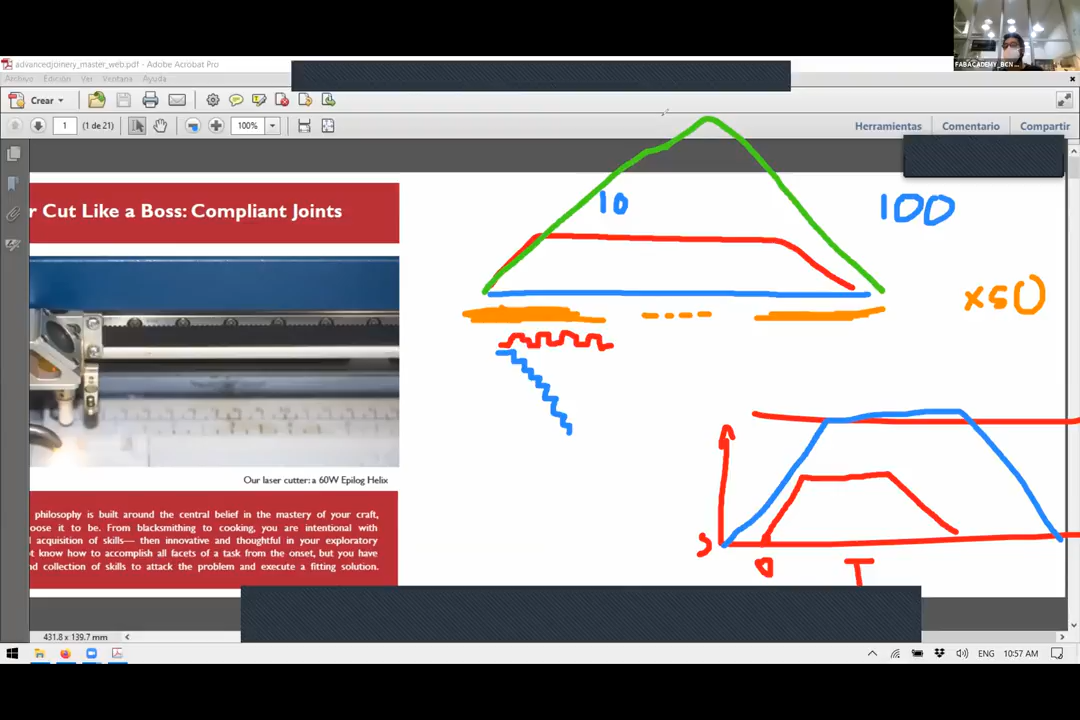 FABACADEMY_BCN_...
advancedjoinery_master_web.pdf - Adobe Acrobat Pro
Archivo Edición Ver Ventana Ayuda
Crear
1 (1 de 21) 100%
Herramientas Comentario Compartir
r Cut Like a Boss: Compliant Joints
10
100
x50
Our laser cutter: a 60W Epilog Helix
philosophy is built around the central belief in the mastery of your craft,
oose it to be. From blacksmithing to cooking, you are intentional with
l acquisition of skills— then innovative and thoughtful in your exploratory
t know how to accomplish all facets of a task from the onset, but you have
nd collection of skills to attack the problem and execute a fitting solution.
T
431.8 x 139.7 mm
ENG 10:57 AM